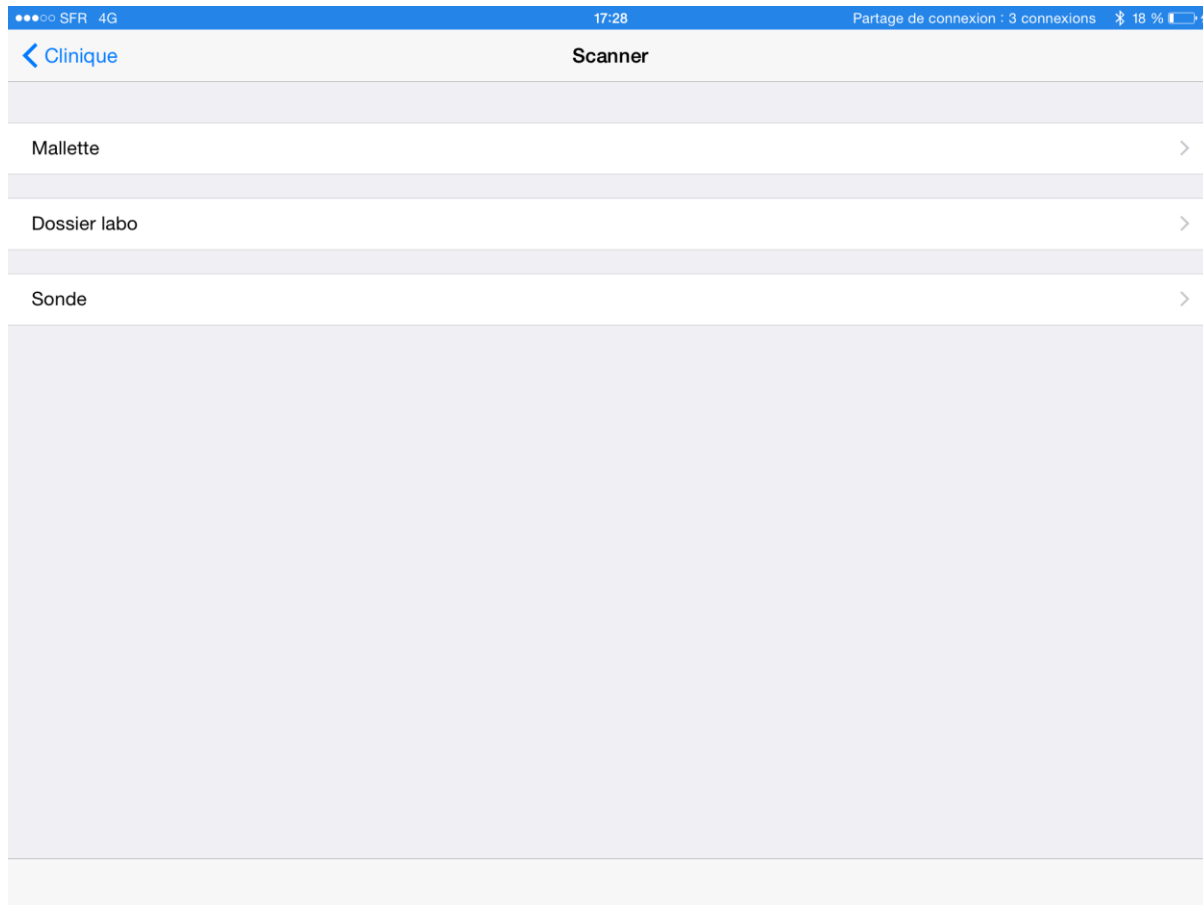 SFR 4G 17:28 Partage de connexion : 3 connexions 18 %
Clinique Scanner
Mallette
Dossier labo
Sonde